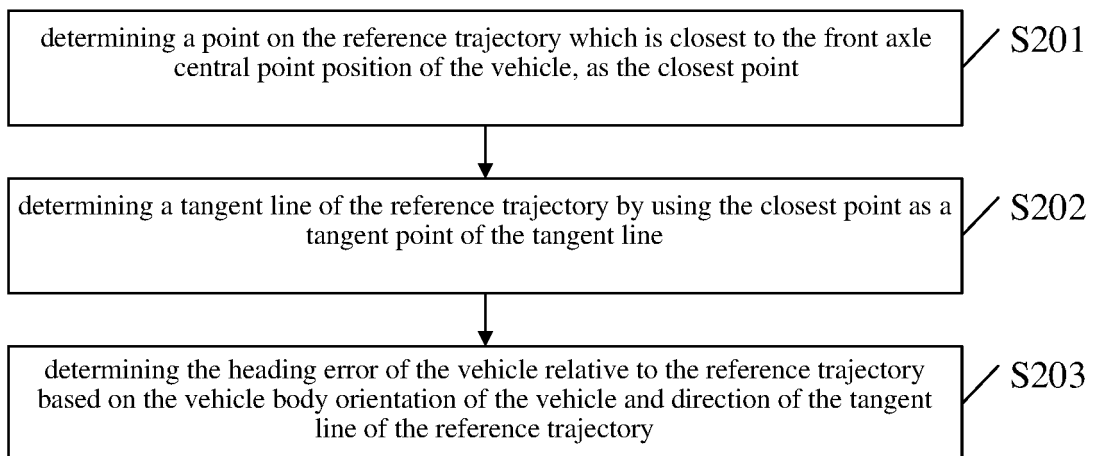 determining a point on the reference trajectory which is closest to the front axle
central point position of the vehicle, as the closest point
S201
determining a tangent line of the reference trajectory by using the closest point as a
tangent point of the tangent line
S202
determining the heading error of the vehicle relative to the reference trajectory
based on the vehicle body orientation of the vehicle and direction of the tangent
line of the reference trajectory
S203